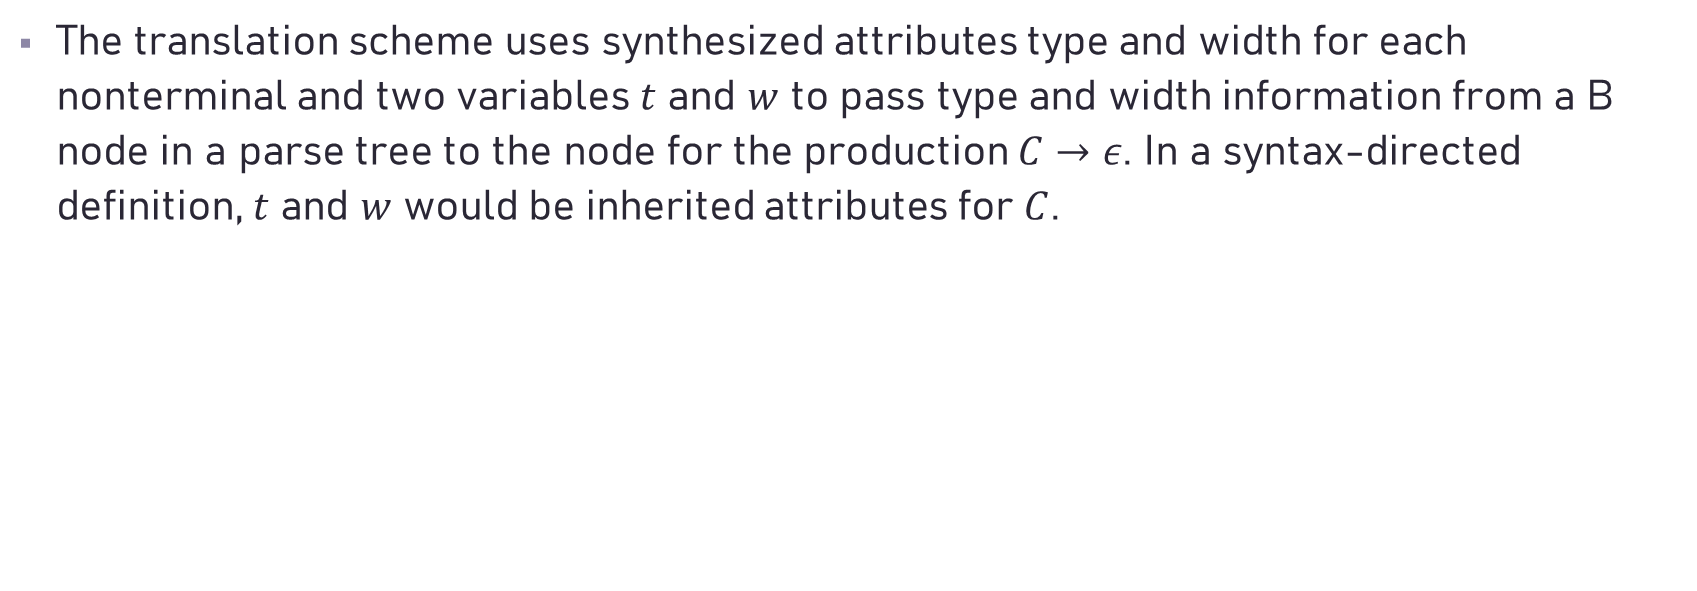 ▪ The translation scheme uses synthesized attributes type and width for each
nonterminal and two variables t and w to pass type and width information from a B
node in a parse tree to the node for the production C → ϵ. In a syntax-directed
definition, t and w would be inherited attributes for C.